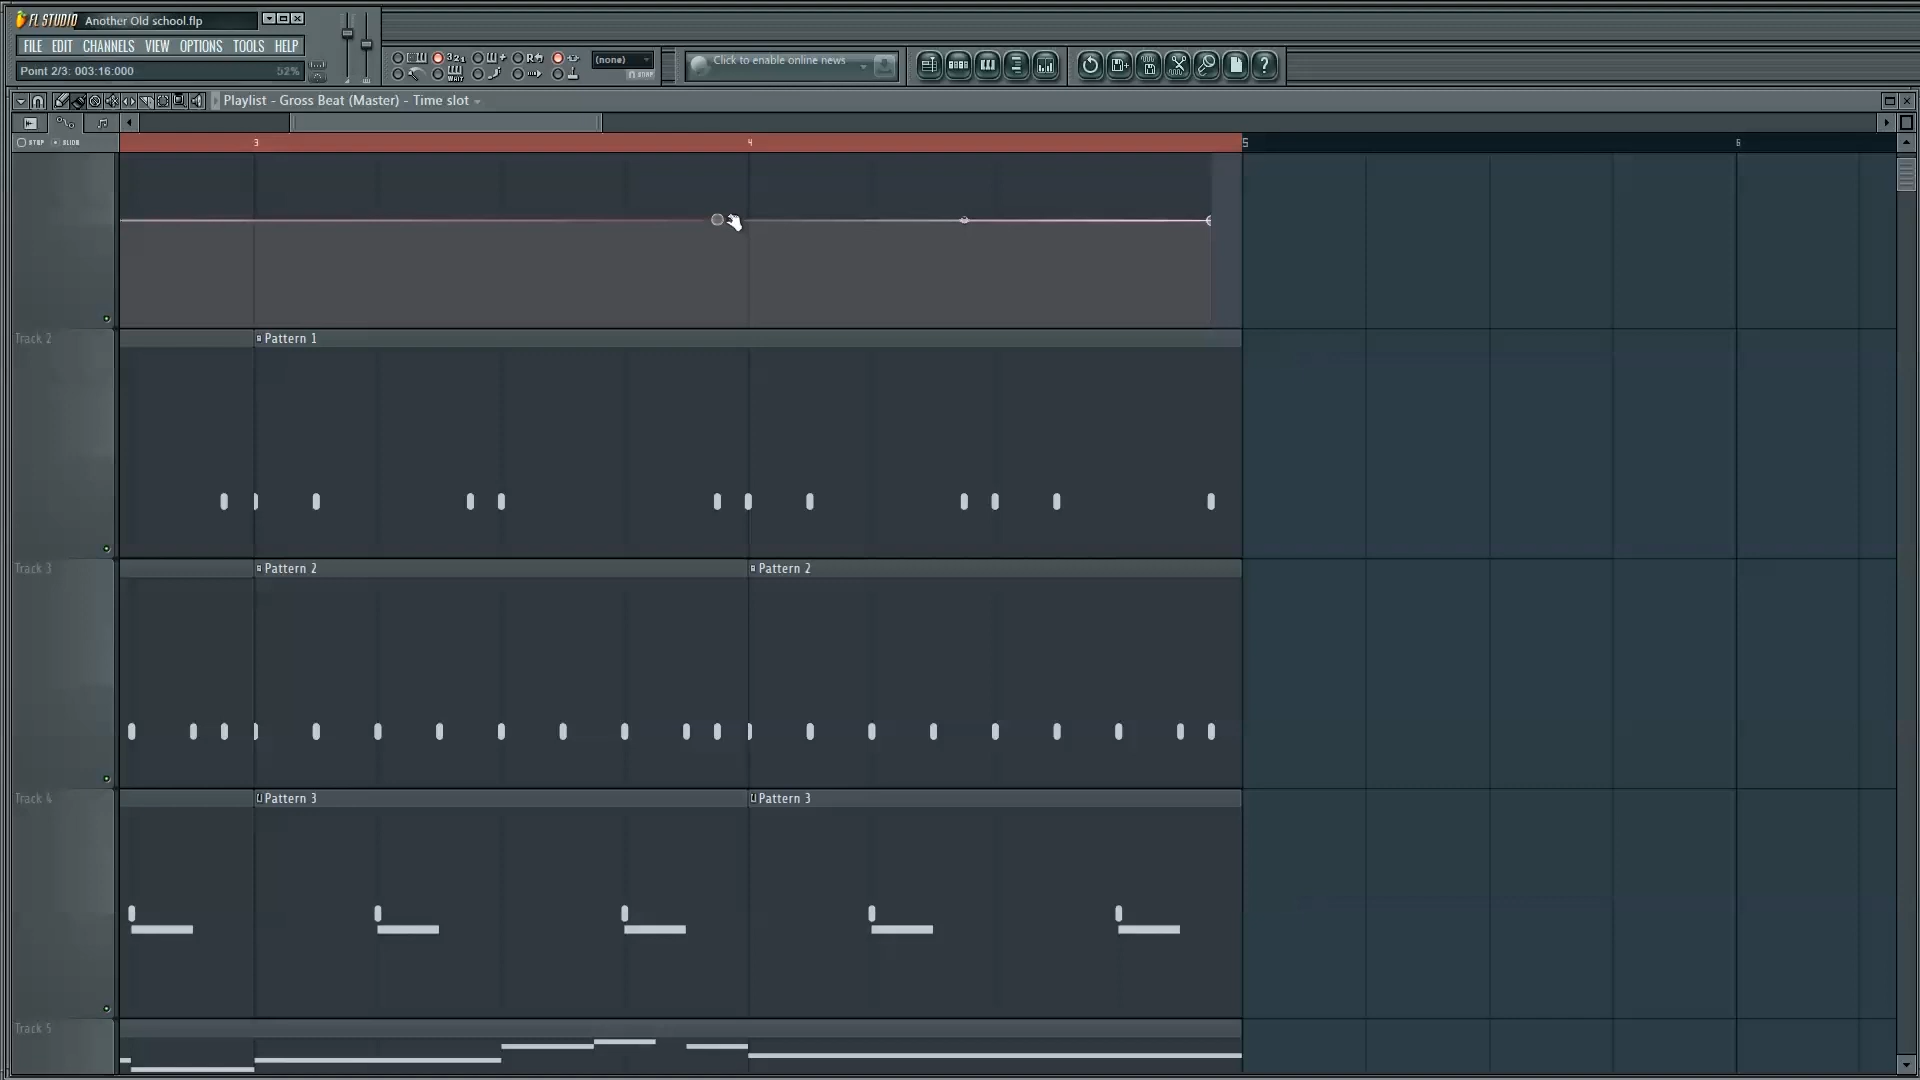 FL STUDIO Another Old school.flp
FILE EDIT CHANNELS VIEW OPTIONS TOOLS HELP
Point 2/3: 003:16:000 52%
(none)
Click to enable online news
Playlist - Gross Beat (Master) - Time slot
STEP SLIDE
3 4 5 6
Track 2
Pattern 1
Track 3
Pattern 2 Pattern 2
Track 4
Pattern 3 Pattern 3
Track 5